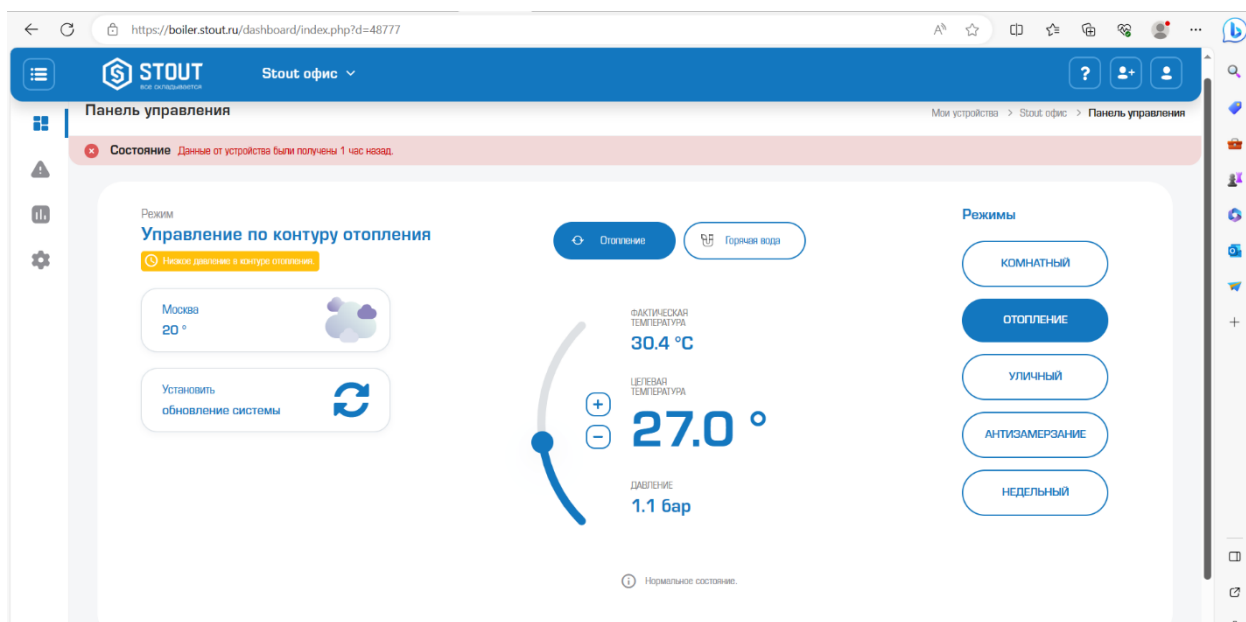 https://boiler.stout.ru/dashboard/index.php?d=48777
STOUT
все складывается
Stout офис
?
Панель управления
Мои устройства > Stout офис > Панель управления
Состояние Данные от устройства были получены 1 час назад.
Режим
Управление по контуру отопления
Низкое давление в контуре отопления.
Москва
20 °
Установить
обновление системы
Отопление
Горячая вода
ФАКТИЧЕСКАЯ
ТЕМПЕРАТУРА
30.4 °C
ЦЕЛЕВАЯ
ТЕМПЕРАТУРА
+
27.0 °
−
ДАВЛЕНИЕ
1.1 бар
Нормальное состояние.
Режимы
КОМНАТНЫЙ
ОТОПЛЕНИЕ
УЛИЧНЫЙ
АНТИЗАМЕРЗАНИЕ
НЕДЕЛЬНЫЙ